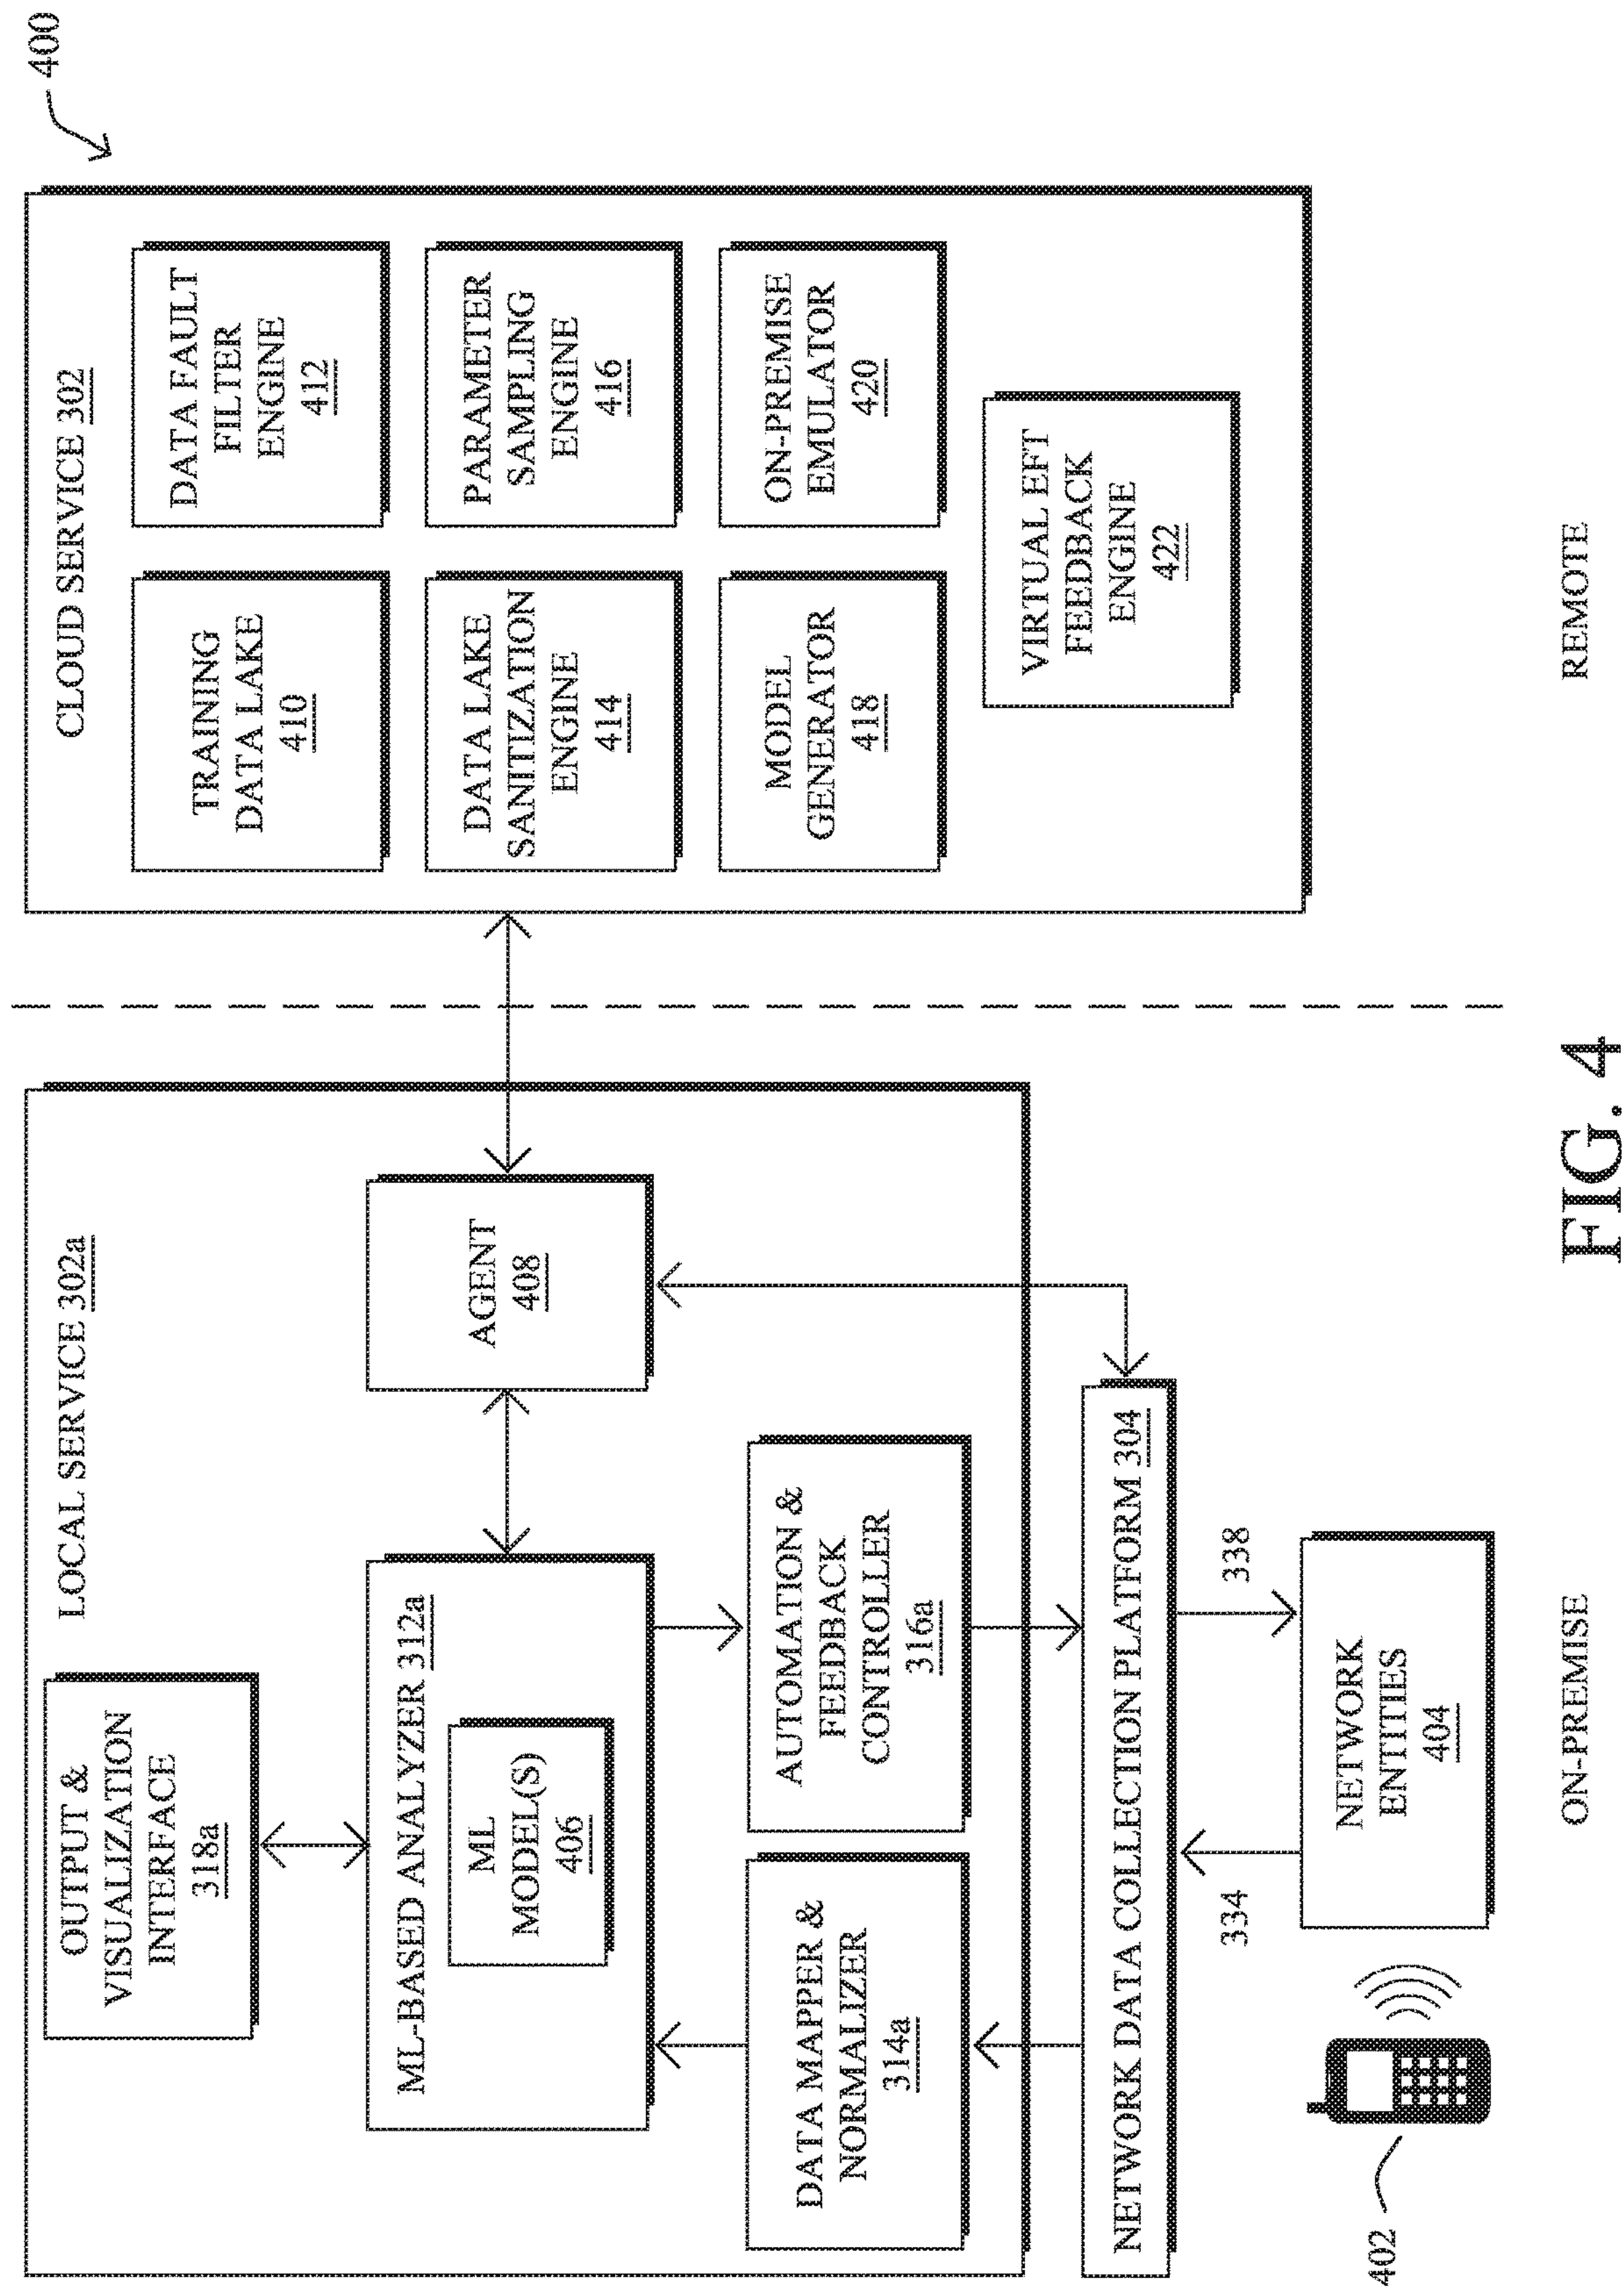 400
LOCAL SERVICE 302a
OUTPUT &
VISUALIZATION
INTERFACE
318a
ML-BASED ANALYZER 312a
ML
MODEL(S)
406
AGENT
408
DATA MAPPER &
NORMALIZER
314a
AUTOMATION &
FEEDBACK
CONTROLLER
316a
NETWORK DATA COLLECTION PLATFORM 304
334
338
402
NETWORK
ENTITIES
404
ON-PREMISE
CLOUD SERVICE 302
TRAINING
DATA LAKE
410
DATA FAULT
FILTER
ENGINE
412
DATA LAKE
SANITIZATION
ENGINE
414
PARAMETER
SAMPLING
ENGINE
416
MODEL
GENERATOR
418
ON-PREMISE
EMULATOR
420
VIRTUAL EFT
FEEDBACK
ENGINE
422
REMOTE
FIG. 4